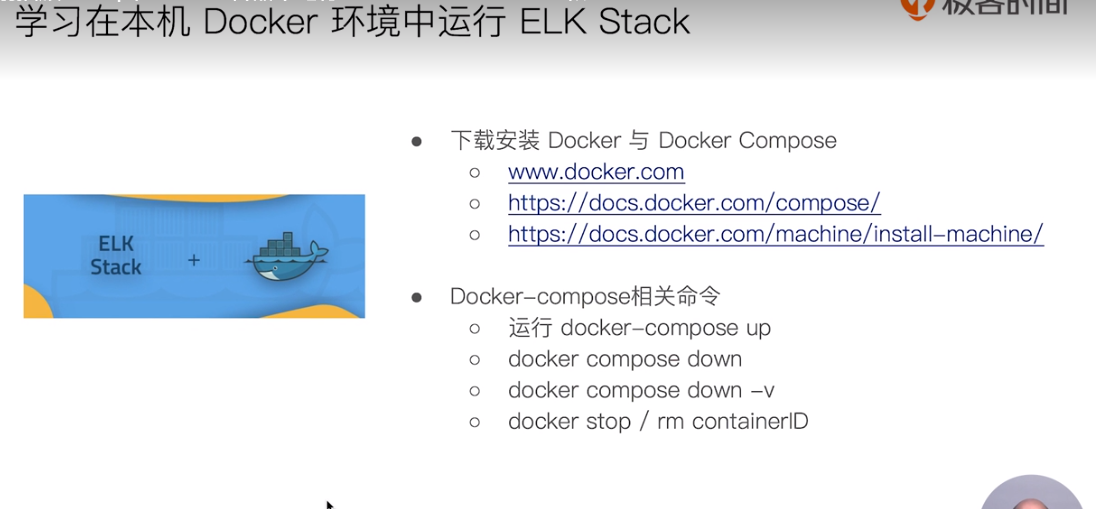 学习在本机 Docker 环境中运行 ELK Stack
极客时间
● 下载安装 Docker 与 Docker Compose
○ www.docker.com
○ https://docs.docker.com/compose/
○ https://docs.docker.com/machine/install-machine/
ELK
Stack +
● Docker-compose相关命令
○ 运行 docker-compose up
○ docker compose down
○ docker compose down -v
○ docker stop / rm containerID